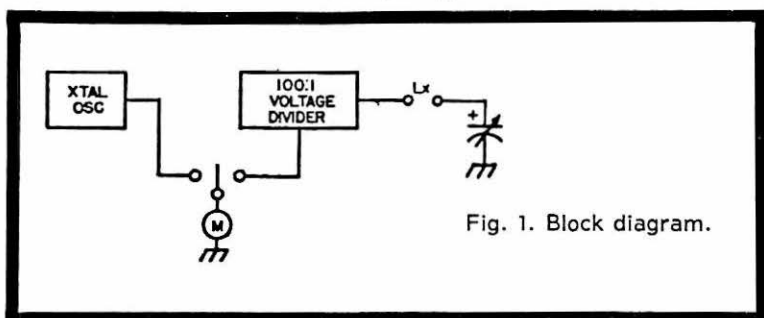 XTAL
OSC
100:1
VOLTAGE
DIVIDER
Lx
+
M
Fig. 1. Block diagram.